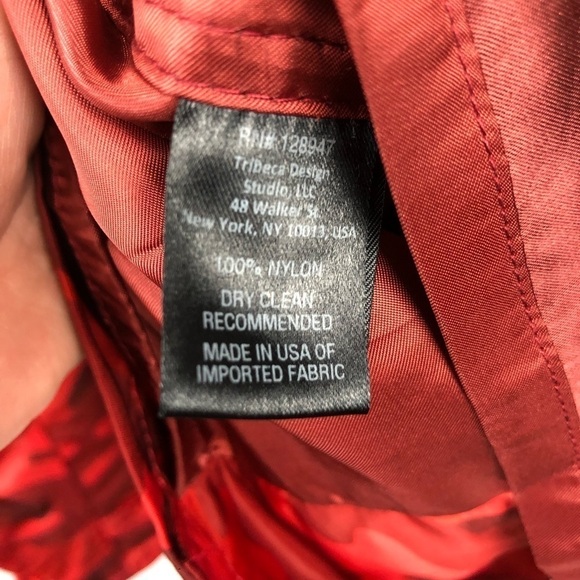 RN# 128947
Tribeca Design
Studio, LLC
48 Walker St
New York, NY 10013, USA
100% NYLON
DRY CLEAN
RECOMMENDED
MADE IN USA OF
IMPORTED FABRIC